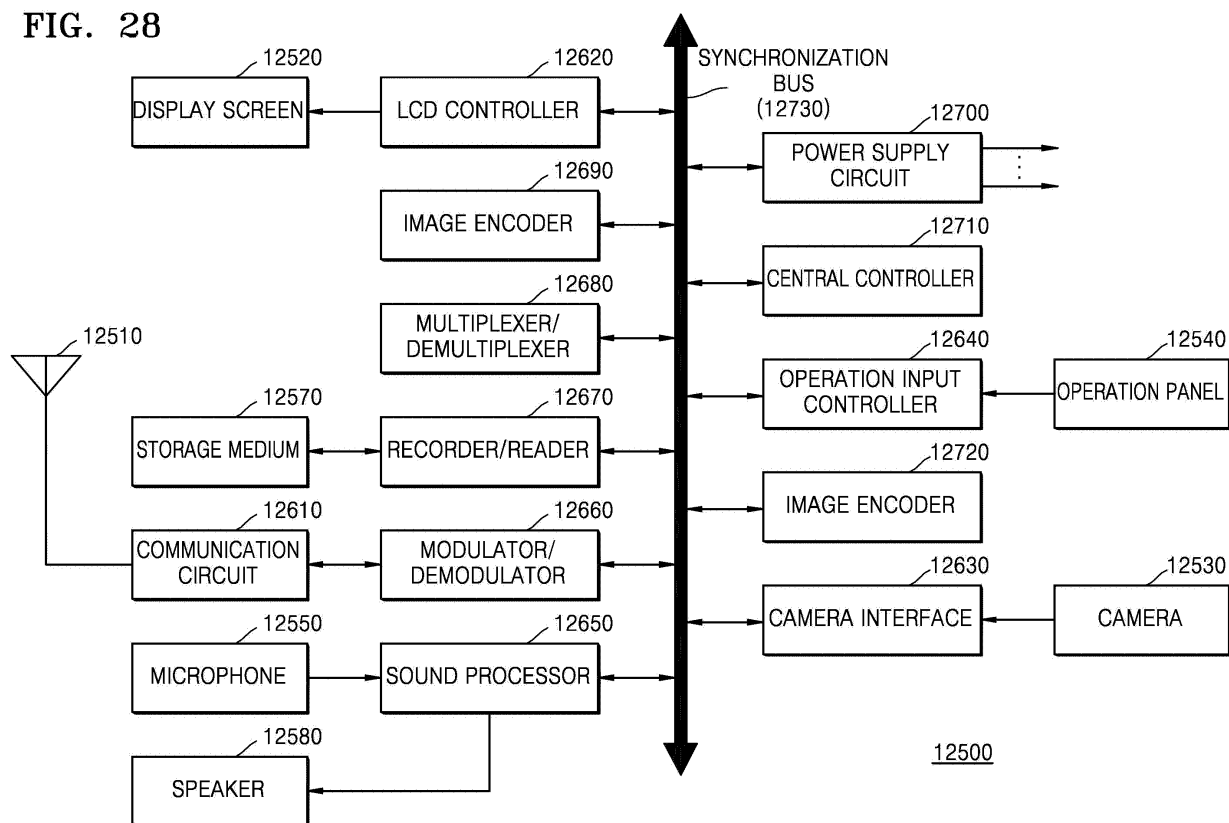 FIG. 28
12520
DISPLAY SCREEN
12620
LCD CONTROLLER
SYNCHRONIZATION
BUS
(12730)
12700
POWER SUPPLY
CIRCUIT
12690
IMAGE ENCODER
12710
CENTRAL CONTROLLER
12680
MULTIPLEXER/
DEMULTIPLEXER
12510
12640
OPERATION INPUT
CONTROLLER
12540
OPERATION PANEL
12570
STORAGE MEDIUM
12670
RECORDER/READER
12720
IMAGE ENCODER
12610
COMMUNICATION
CIRCUIT
12660
MODULATOR/
DEMODULATOR
12630
CAMERA INTERFACE
12530
CAMERA
12550
MICROPHONE
12650
SOUND PROCESSOR
12580
SPEAKER
12500